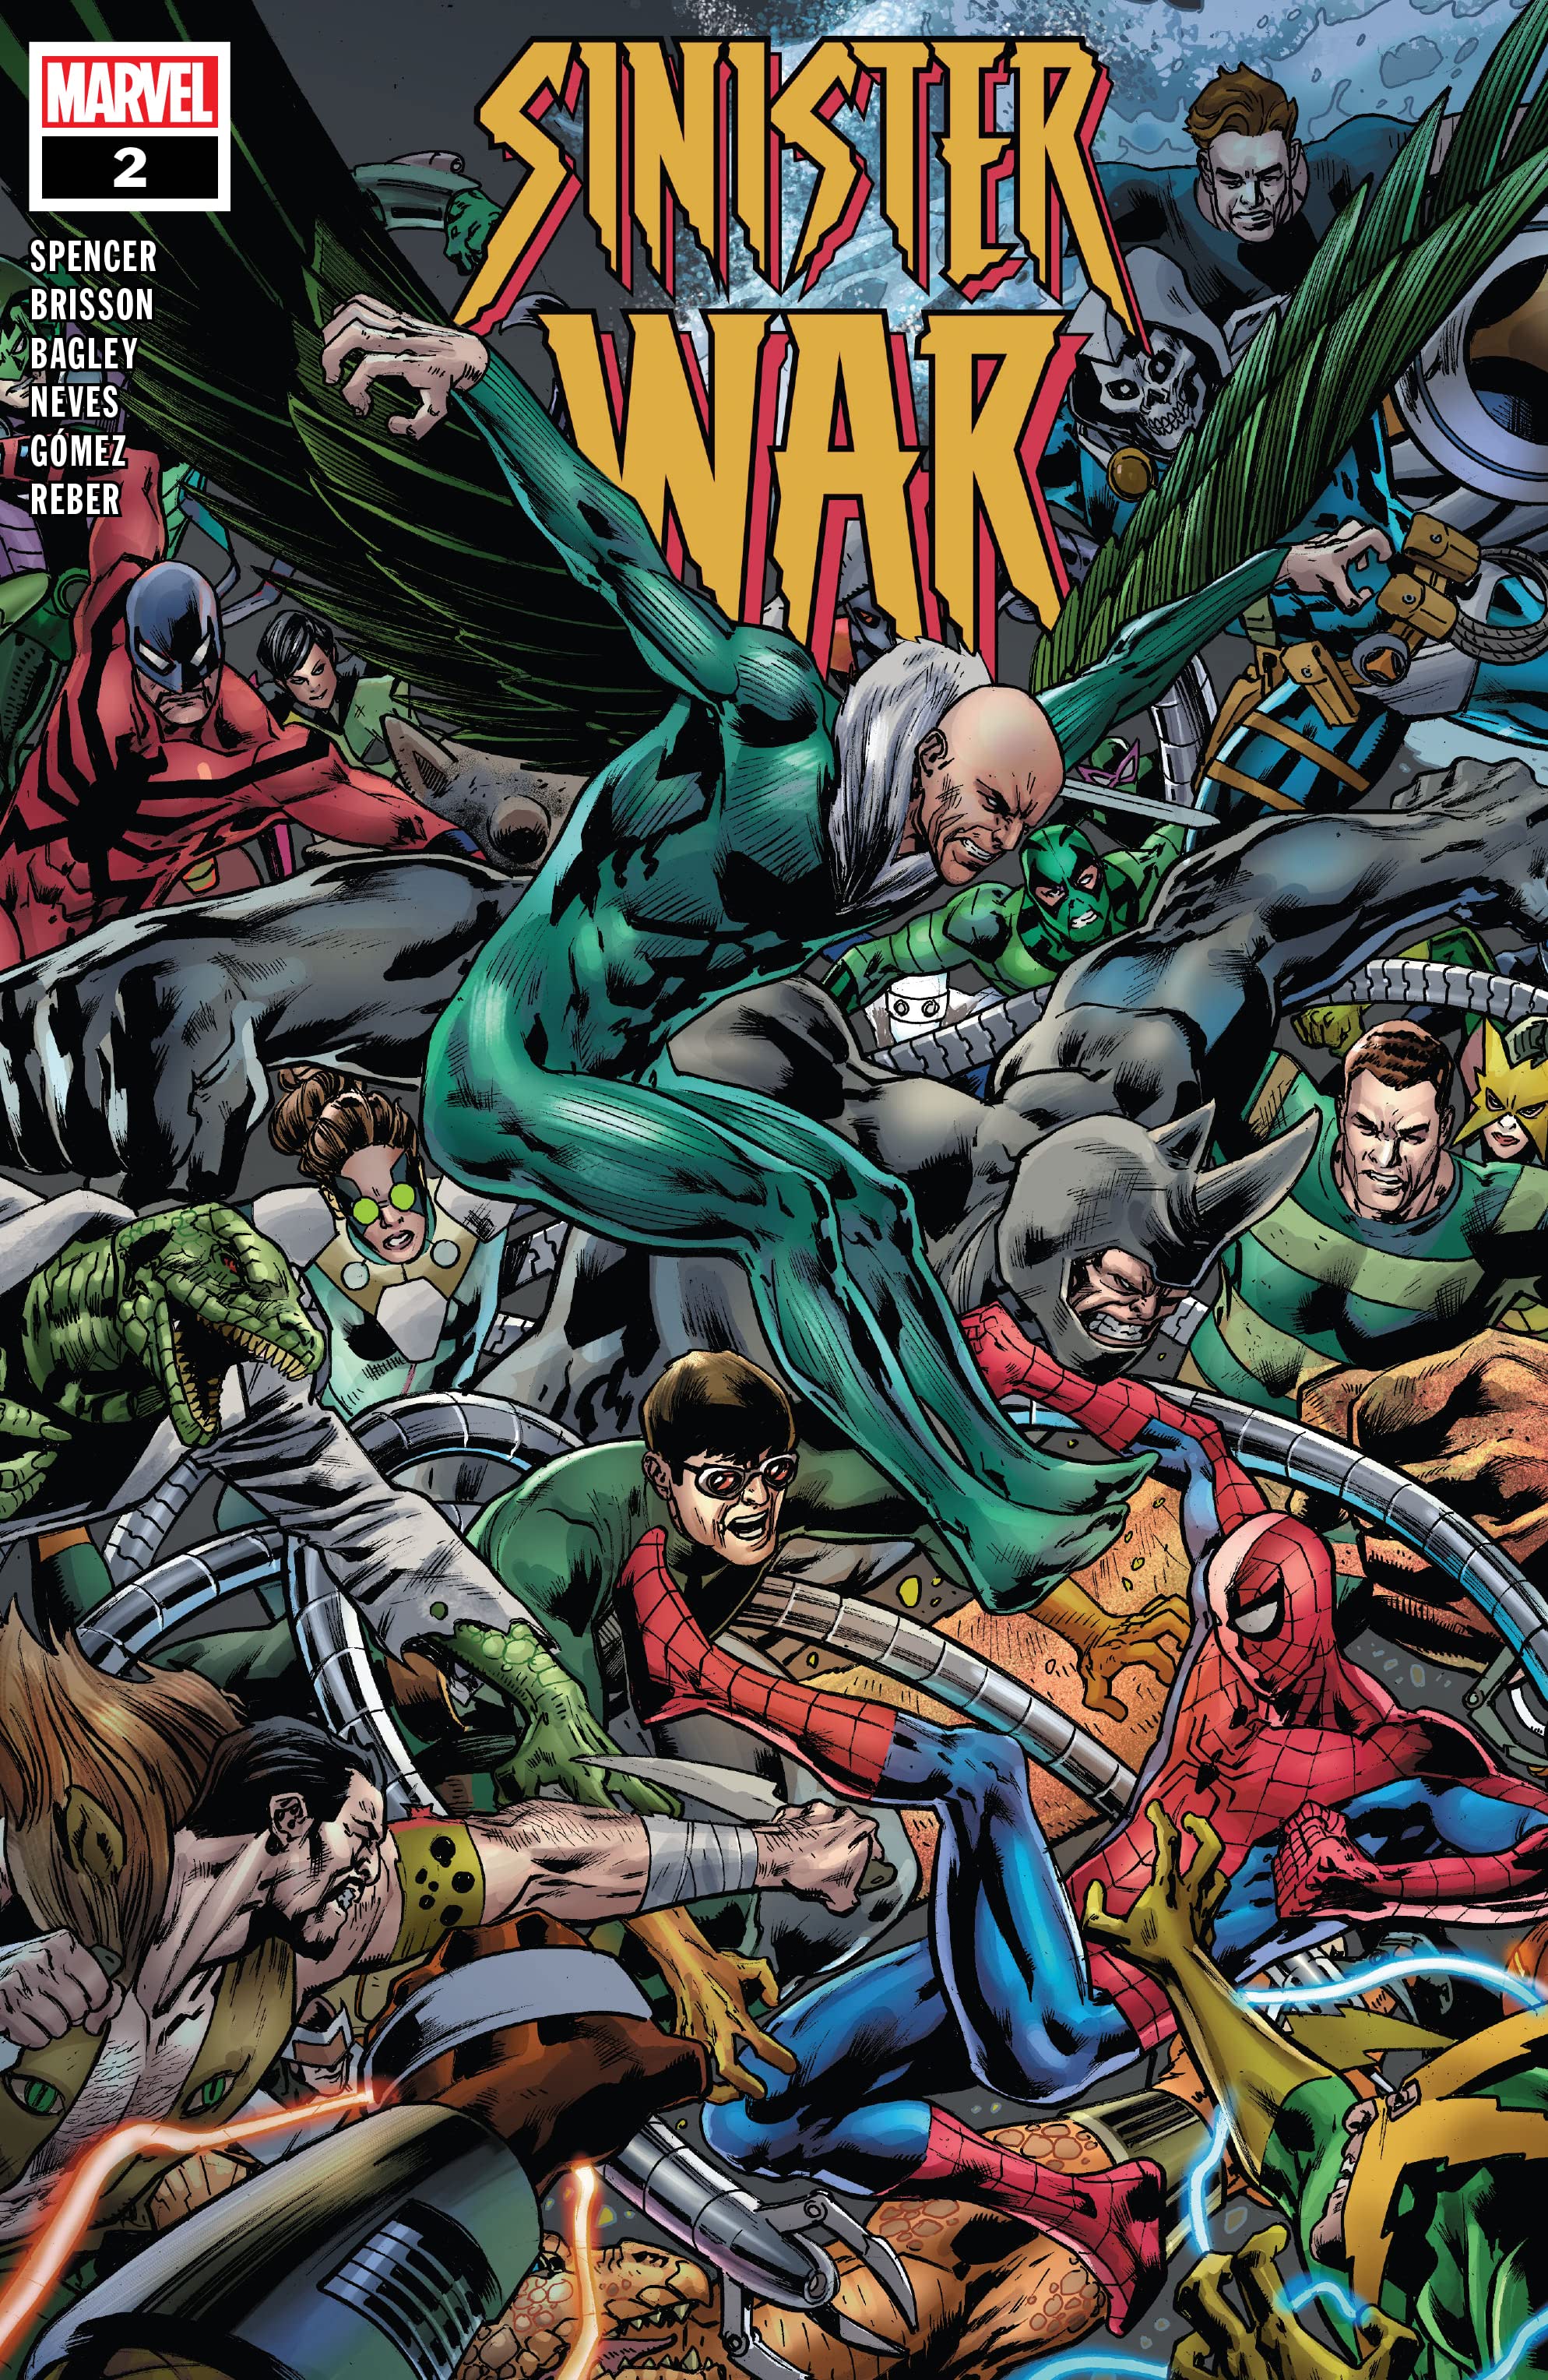 MARVEL
2
SPENCER
BRISSON
BAGLEY
NEVES
GÓMEZ
REBER
SINISTER
WAR